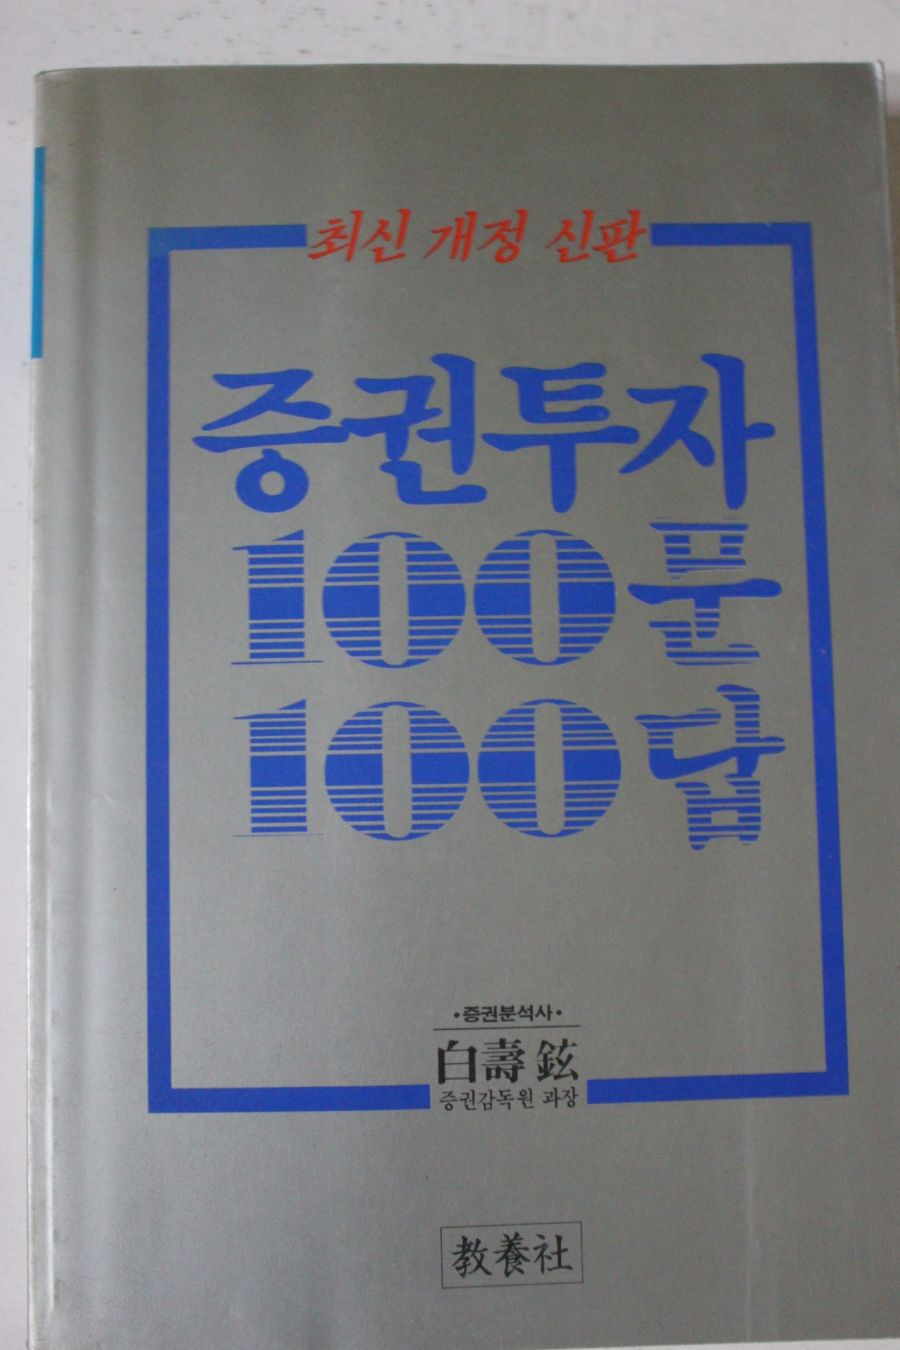 최신 개정 신판
증권투자
100문
100답
•증권분석사•
白壽鉉
증권감독원 과장
敎養社